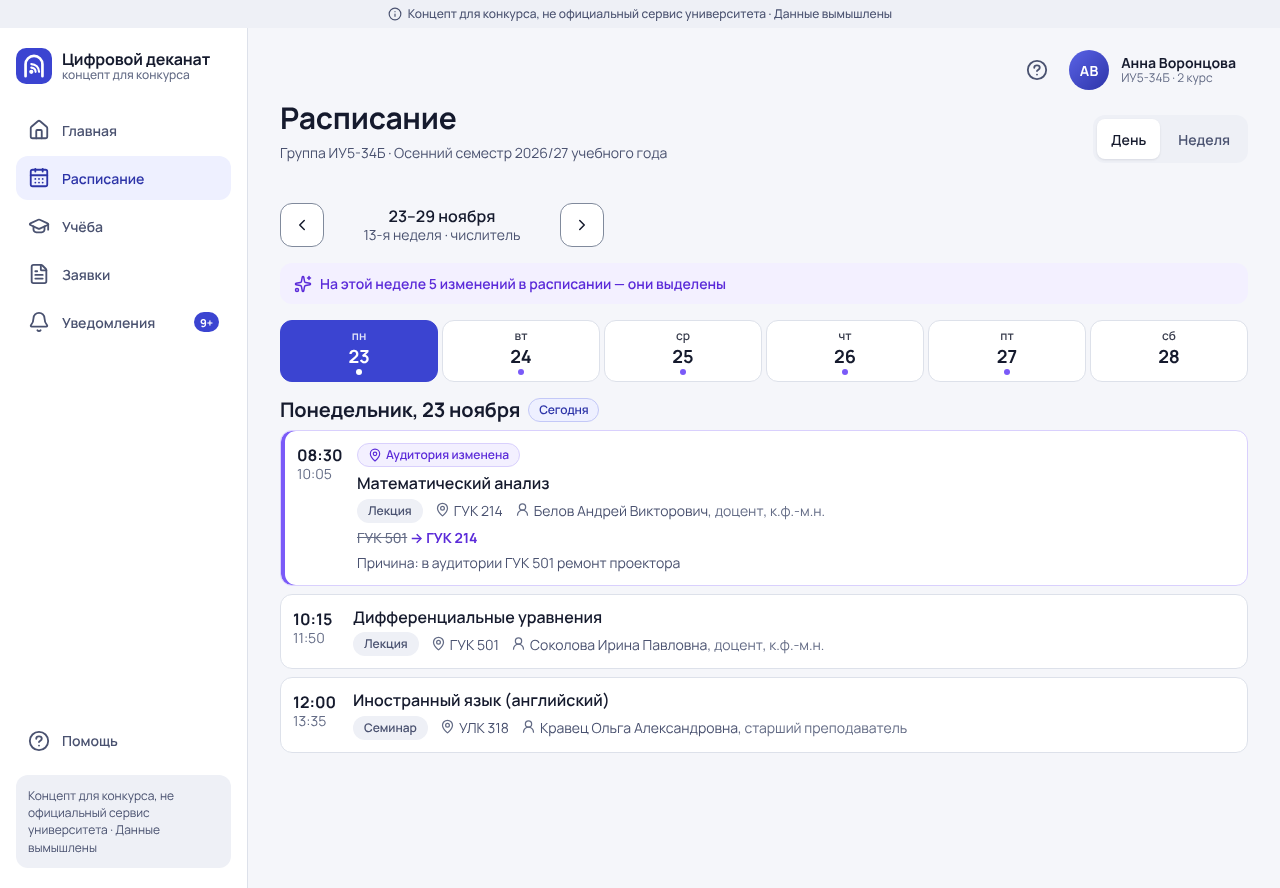 Концепт для конкурса, не официальный сервис университета · Данные вымышлены
Цифровой деканат
концепт для конкурса
Главная
Расписание
Учёба
Заявки
Уведомления 9+
Помощь
Концепт для конкурса, не
официальный сервис
университета · Данные
вымышлены
АВ
Анна Воронцова
ИУ5-34Б · 2 курс
Расписание
Группа ИУ5-34Б · Осенний семестр 2026/27 учебного года
День Неделя
23–29 ноября
13-я неделя · числитель
На этой неделе 5 изменений в расписании — они выделены
пн вт ср чт пт сб
23 24 25 26 27 28
Понедельник, 23 ноября Сегодня
08:30 Аудитория изменена
10:05
Математический анализ
Лекция ГУК 214 Белов Андрей Викторович, доцент, к.ф.-м.н.
ГУК 501 → ГУК 214
Причина: в аудитории ГУК 501 ремонт проектора
10:15 Дифференциальные уравнения
11:50 Лекция ГУК 501 Соколова Ирина Павловна, доцент, к.ф.-м.н.
12:00 Иностранный язык (английский)
13:35 Семинар УЛК 318 Кравец Ольга Александровна, старший преподаватель